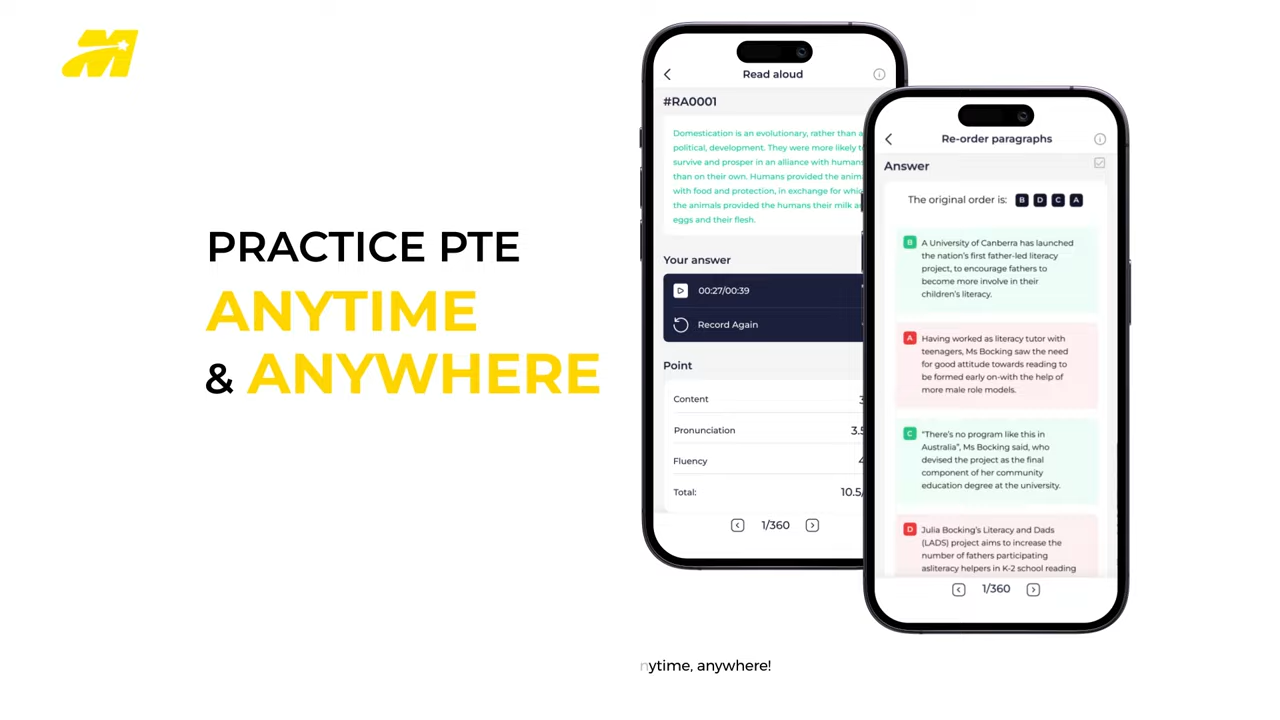 PRACTICE PTE
ANYTIME
& ANYWHERE
Read aloud
#RA0001
Domestication is an evolutionary, rather than a
political, development. They were more likely t
survive and prosper in an alliance with humans
than on their own. Humans provided the anima
with food and protection, in exchange for whic
the animals provided the humans their milk a
eggs and their flesh.
Your answer
00:27/00:39
Record Again
Point
Content 3
Pronunciation 3.5
Fluency 4
Total: 10.5/
1/360
Re-order paragraphs
Answer
The original order is: B D C A
B A University of Canberra has launched
the nation's first father-led literacy
project, to encourage fathers to
become more involve in their
children's literacy.
A Having worked as literacy tutor with
teenagers, Ms Bocking saw the need
for good attitude towards reading to
be formed early on-with the help of
more male role models.
C "There's no program like this in
Australia", Ms Bocking said, who
devised the project as the final
component of her community
education degree at the university.
D Julia Bocking's Literacy and Dads
(LADS) project aims to increase the
number of fathers participating
asliteracy helpers in K-2 school reading
1/360
nytime, anywhere!